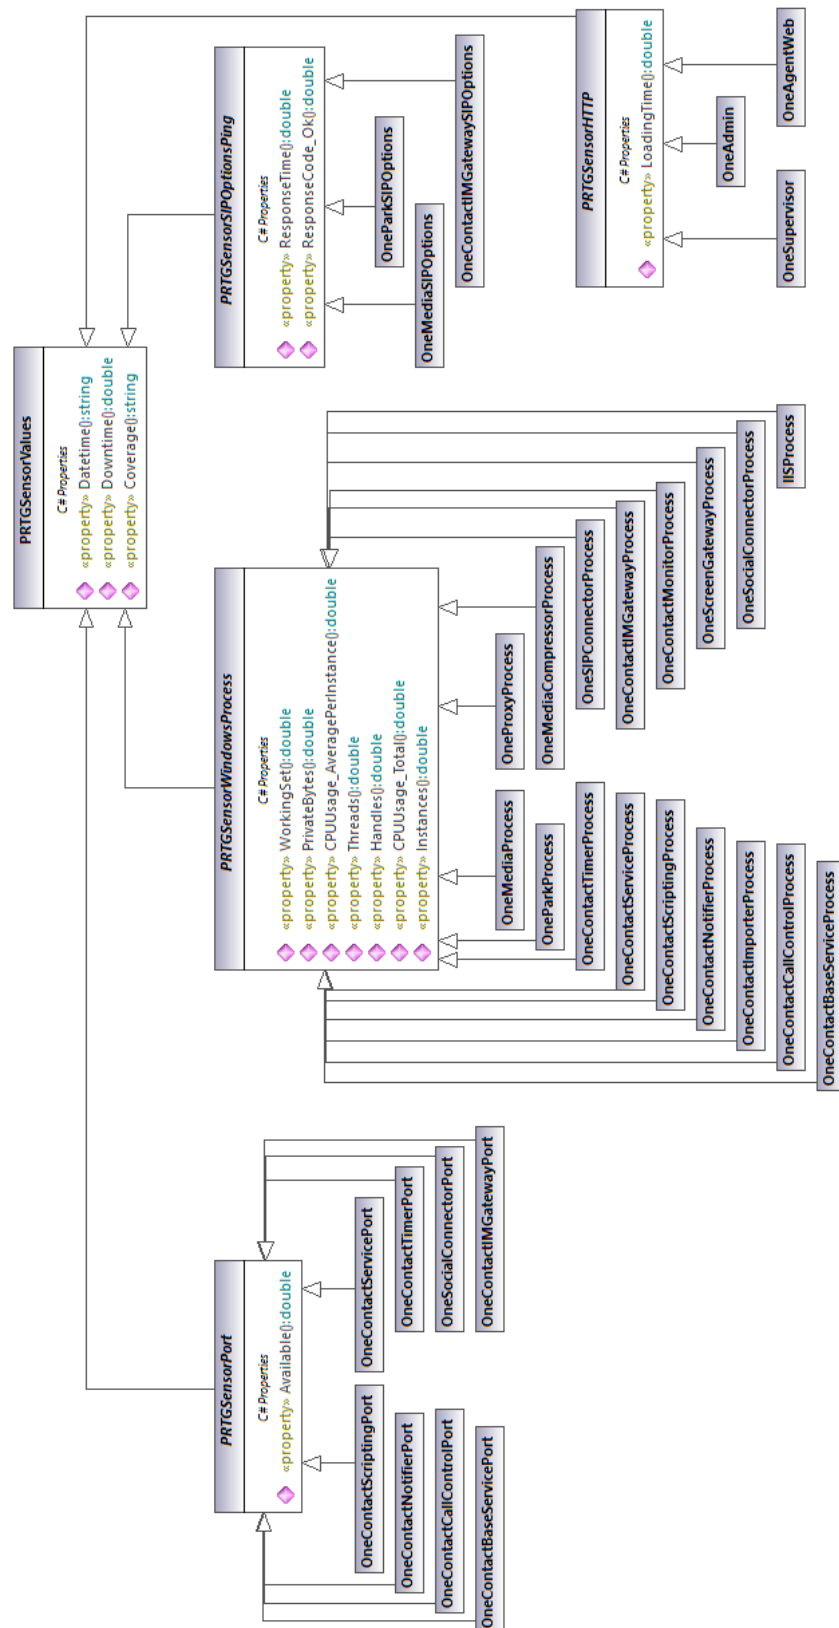 PRTGSensorValues
C# Properties
«property» Datetime():string
«property» Downtime():double
«property» Coverage():string
PRTGSensorPort
C# Properties
«property» Available():double
PRTGSensorWindowsProcess
C# Properties
«property» WorkingSet():double
«property» PrivateBytes():double
«property» CPUUsage_AveragePerInstance():double
«property» Threads():double
«property» Handles():double
«property» CPUUsage_Total():double
«property» Instances():double
PRTGSensorSIPOptionsPing
C# Properties
«property» ResponseTime():double
«property» ResponseCode_Ok():double
PRTGSensorHTTP
C# Properties
«property» LoadingTime():double
OneContactScriptingPort
OneContactServicePort
OneContactNotifierPort
OneContactTimerPort
OneContactCallControlPort
OneSocialConnectorPort
OneContactBaseServicePort
OneContactIMGatewayPort
OneMediaProcess
OneProxyProcess
OneParkProcess
OneMediaCompressorProcess
OneContactTimerProcess
OneSIPConnectorProcess
OneContactServiceProcess
OneContactIMGatewayProcess
OneContactScriptingProcess
OneContactMonitorProcess
OneContactNotifierProcess
OneScreenGatewayProcess
OneContactImporterProcess
OneSocialConnectorProcess
OneContactCallControlProcess
IISProcess
OneContactBaseServiceProcess
OneParkSIPOptions
OneMediaSIPOptions
OneContactIMGatewaySIPOptions
OneAdmin
OneSupervisor
OneAgentWeb